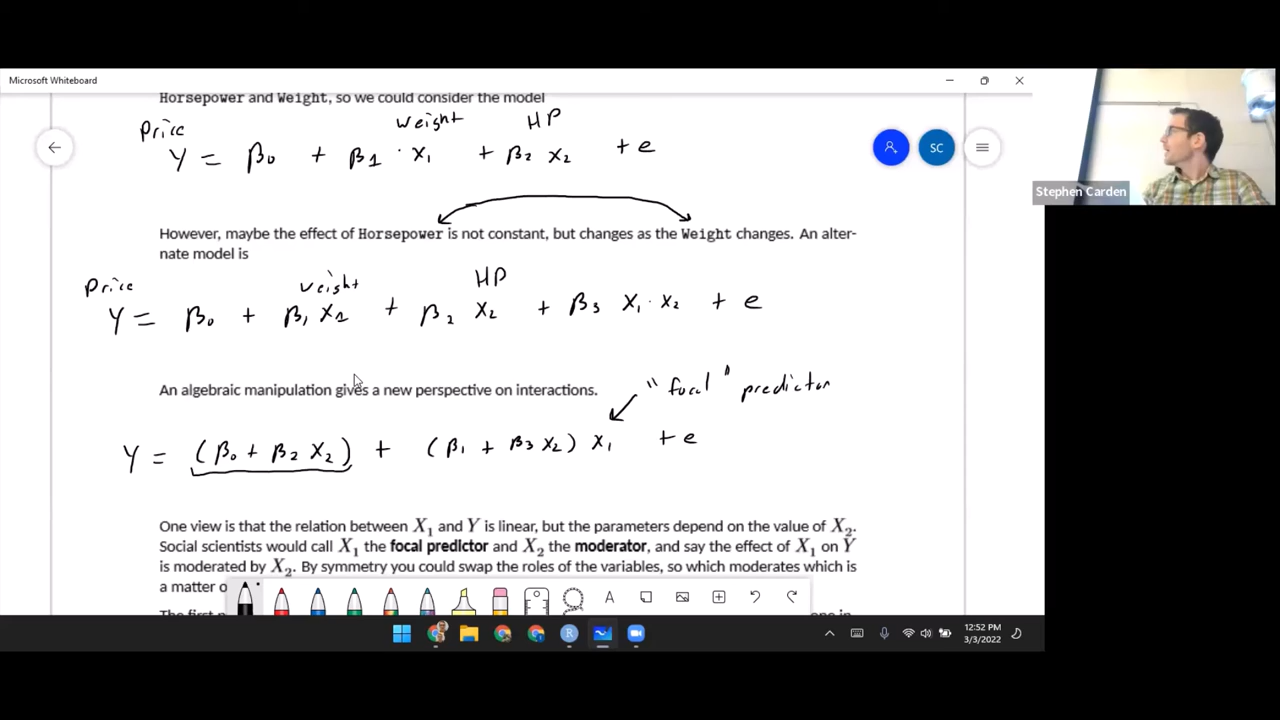 Microsoft Whiteboard
Horsepower and Weight, so we could consider the model
Price weight HP
Y = β0 + β1 · X1 + β2 X2 + e
However, maybe the effect of Horsepower is not constant, but changes as the Weight changes. An alter-
nate model is
Price weight HP
Y = β0 + β1 X1 + β2 X2 + β3 X1 · X2 + e
An algebraic manipulation gives a new perspective on interactions.
"focal" predictor
Y = (β0 + β2 X2) + (β1 + β3 X2) X1 + e
One view is that the relation between X1 and Y is linear, but the parameters depend on the value of X2.
Social scientists would call X1 the focal predictor and X2 the moderator, and say the effect of X1 on Y
is moderated by X2. By symmetry you could swap the roles of the variables, so which moderates which is
a matter o
SC
Stephen Carden
12:52 PM
3/3/2022